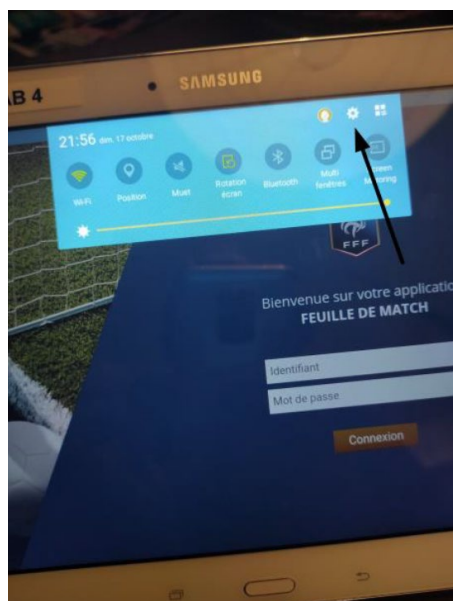 AB 4
SAMSUNG
21:56 dim. 17 octobre
Wi-Fi
Position
Muet
Rotation
écran
Bluetooth
Multi
fenêtres
Screen
Mirroring
FFF
Bienvenue sur votre applicatio
FEUILLE DE MATCH
Identifiant
Mot de passe
Connexion